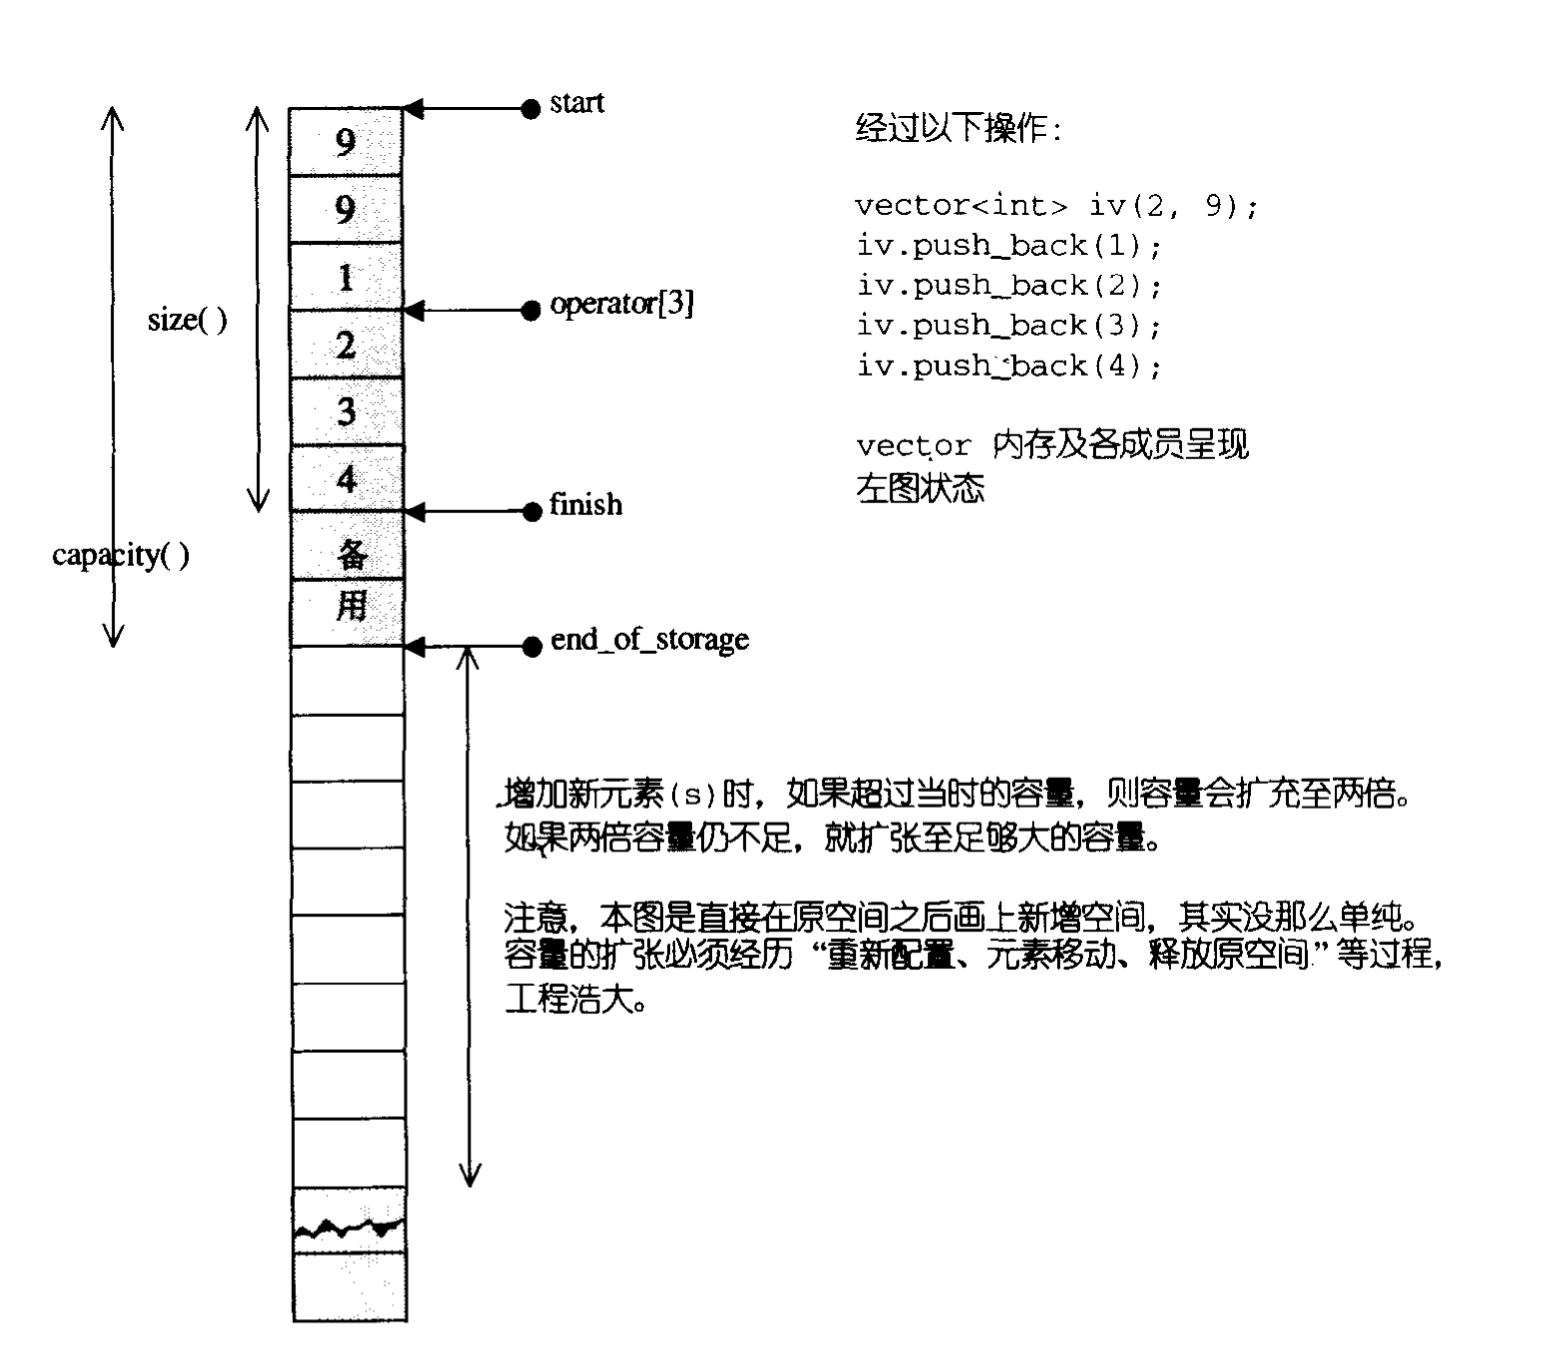 start
9
9
1
operator[3]
size( )
2
3
4
finish
capacity( )
备
用
end_of_storage
经过以下操作:
vector<int> iv(2, 9);
iv.push_back(1);
iv.push_back(2);
iv.push_back(3);
iv.push_back(4);
vector 内存及各成员呈现
左图状态
增加新元素(s)时，如果超过当时的容量，则容量会扩充至两倍。
如果两倍容量仍不足，就扩张至足够大的容量。
注意，本图是直接在原空间之后画上新增空间，其实没那么单纯。
容量的扩张必须经历“重新配置、元素移动、释放原空间”等过程，
工程浩大。